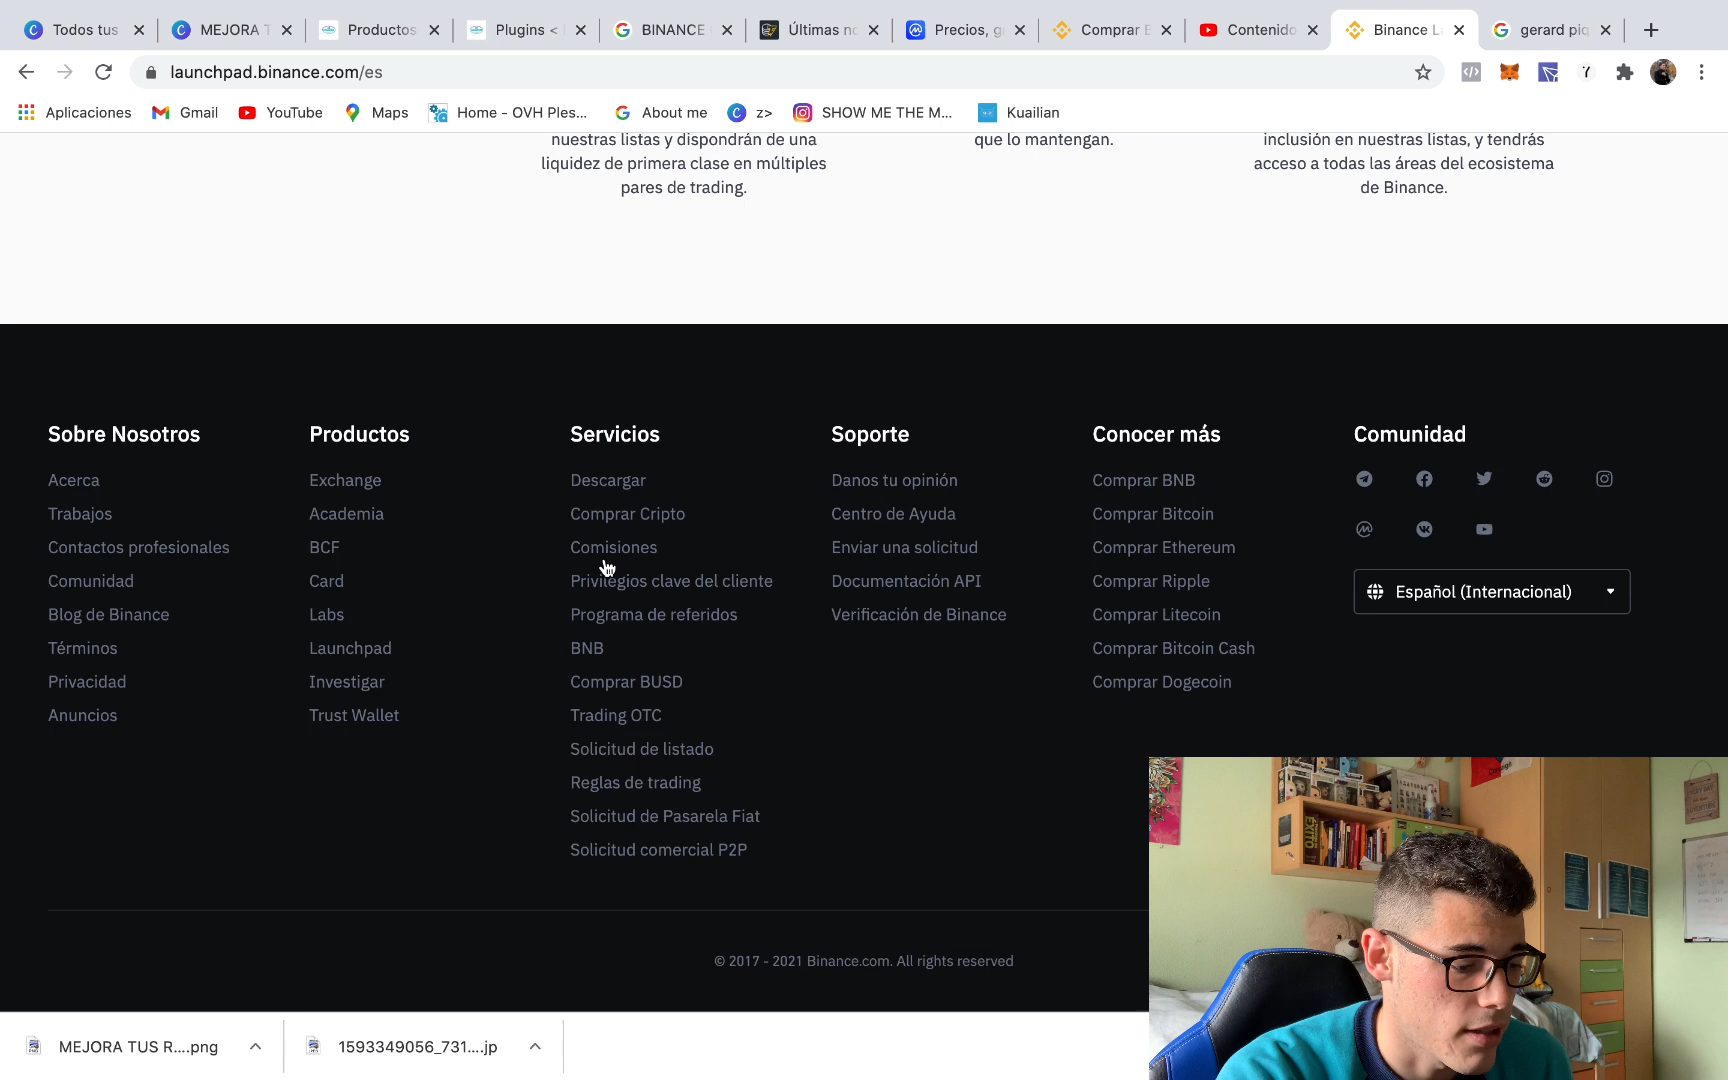 Todos tus
MEJORA T
Productos
Plugins <
BINANCE
Últimas no
Precios, g
Comprar
Contenido
Binance L
gerard piq
launchpad.binance.com/es
Aplicaciones
Gmail
YouTube
Maps
Home - OVH Ples...
About me
z>
SHOW ME THE M...
Kuailian
nuestras listas y dispondrán de una
liquidez de primera clase en múltiples
pares de trading.
que lo mantengan.
inclusión en nuestras listas, y tendrás
acceso a todas las áreas del ecosistema
de Binance.
Sobre Nosotros
Acerca
Trabajos
Contactos profesionales
Comunidad
Blog de Binance
Términos
Privacidad
Anuncios
Productos
Exchange
Academia
BCF
Card
Labs
Launchpad
Investigar
Trust Wallet
Servicios
Descargar
Comprar Cripto
Comisiones
Privilegios clave del cliente
Programa de referidos
BNB
Comprar BUSD
Trading OTC
Solicitud de listado
Reglas de trading
Solicitud de Pasarela Fiat
Solicitud comercial P2P
Soporte
Danos tu opinión
Centro de Ayuda
Enviar una solicitud
Documentación API
Verificación de Binance
Conocer más
Comprar BNB
Comprar Bitcoin
Comprar Ethereum
Comprar Ripple
Comprar Litecoin
Comprar Bitcoin Cash
Comprar Dogecoin
Comunidad
Español (Internacional)
© 2017 - 2021 Binance.com. All rights reserved
MEJORA TUS R....png
1593349056_731....jp